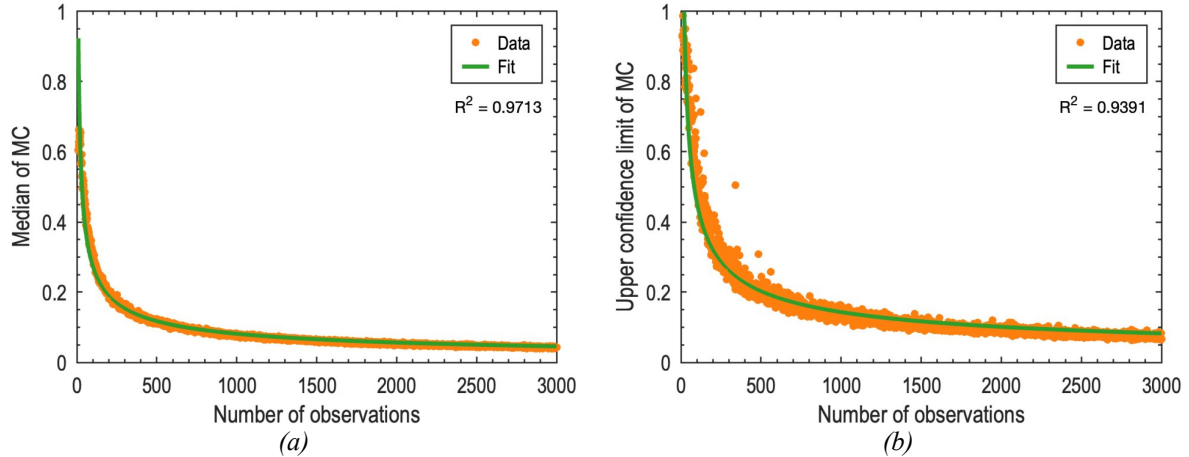 1
0.8
0.6
0.4
0.2
0
Median of MC
0 500 1000 1500 2000 2500 3000
Number of observations
Data
Fit
R² = 0.9713
(a)
1
0.8
0.6
0.4
0.2
0
Upper confidence limit of MC
0 500 1000 1500 2000 2500 3000
Number of observations
Data
Fit
R² = 0.9391
(b)